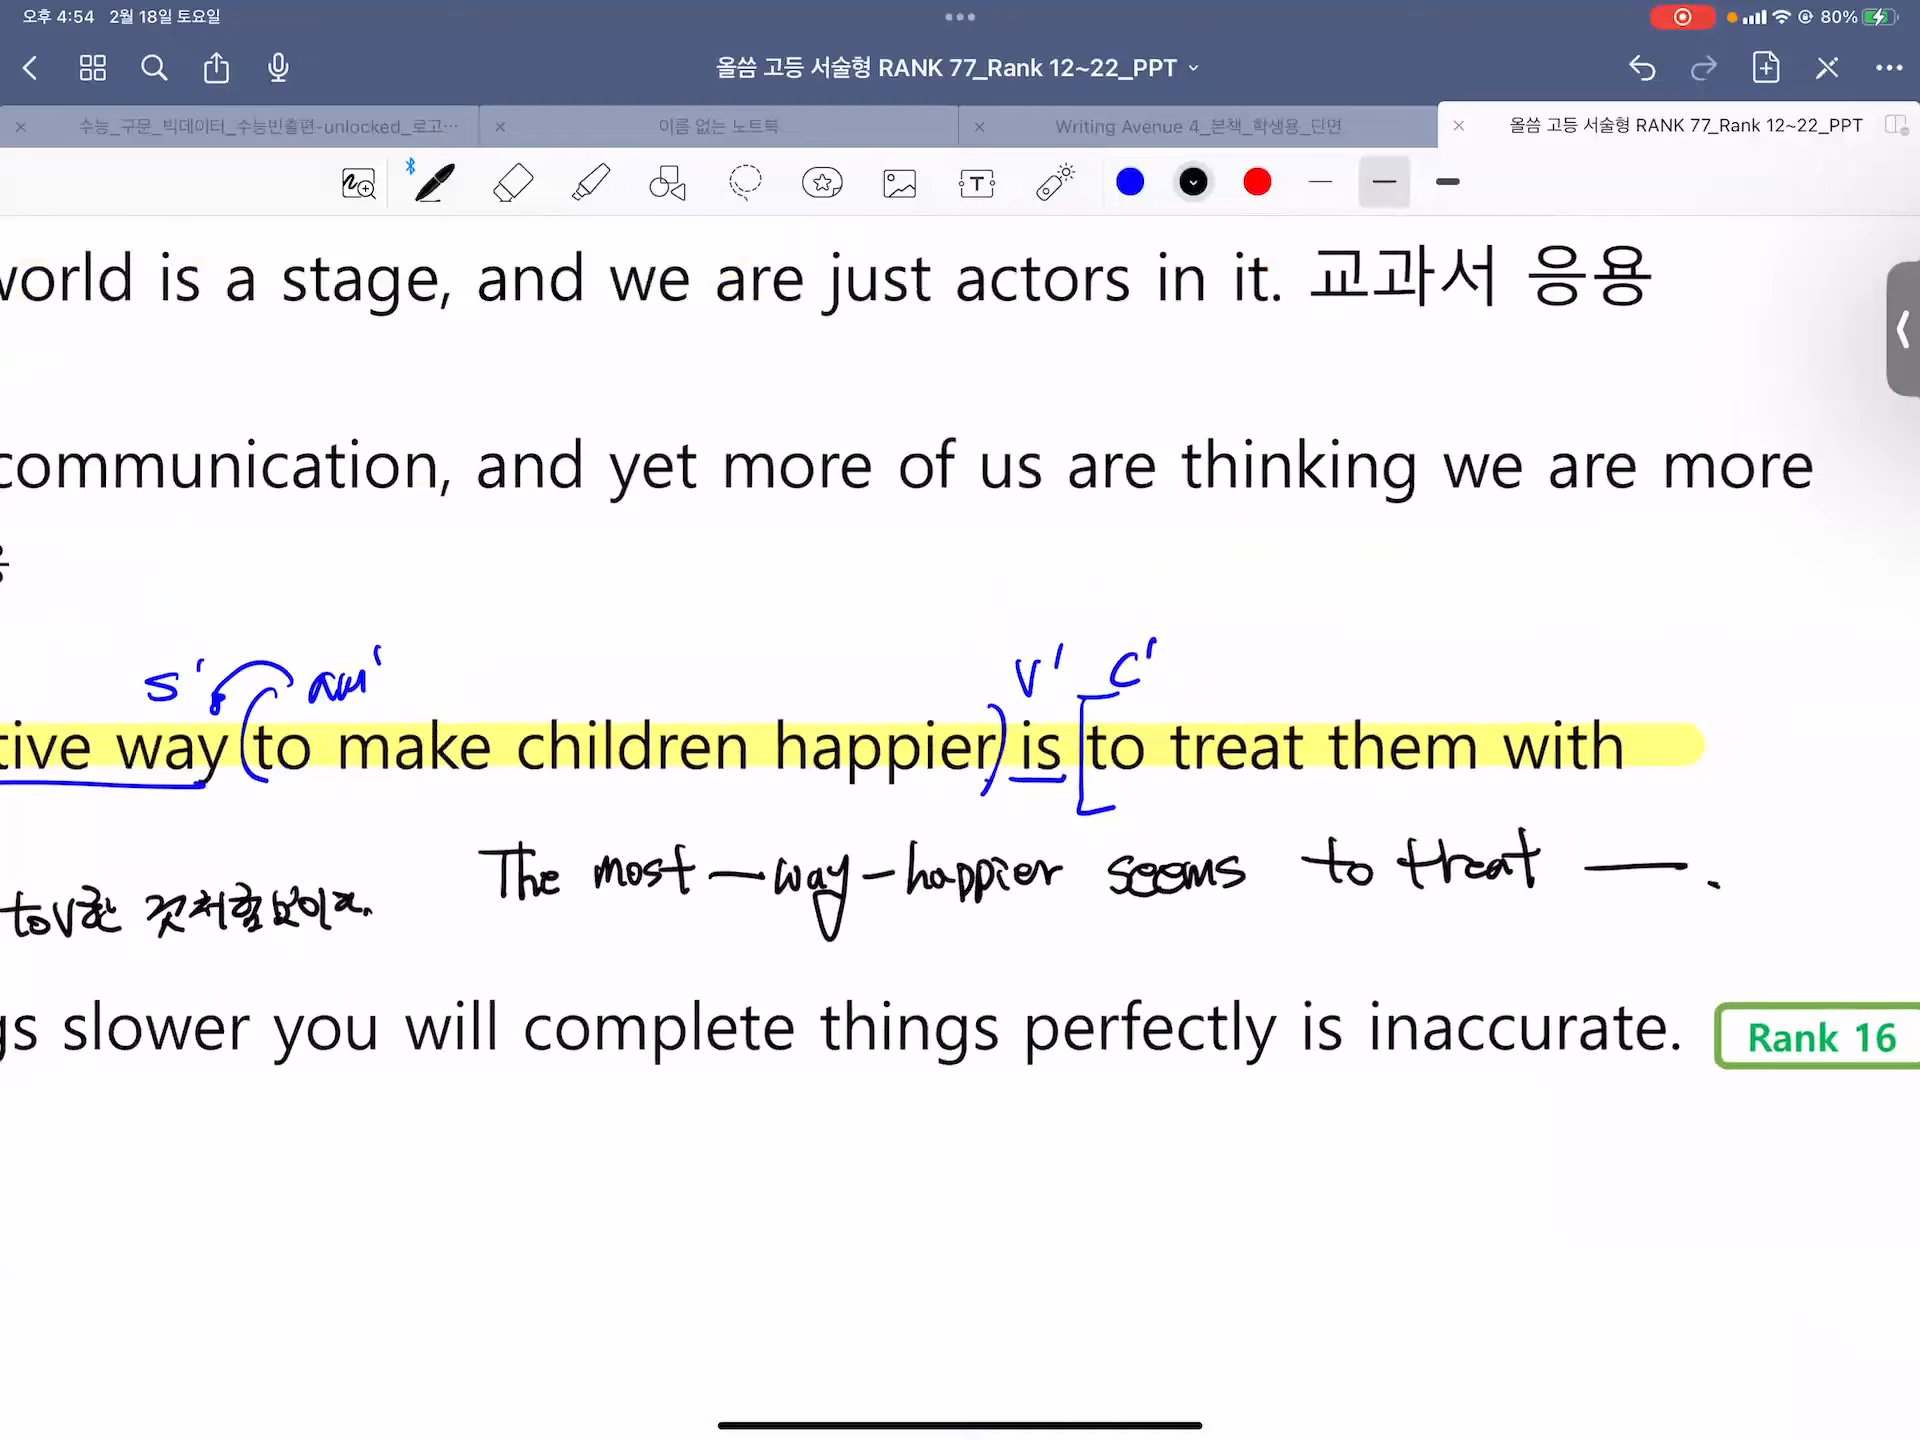 오후 4:54 2월 18일 토요일
80%
올씀 고등 서술형 RANK 77_Rank 12~22_PPT
수능_구문_빅데이터_수능빈출편-unlocked_로고…
이름 없는 노트북
Writing Avenue 4_본책_학생용_단면
올씀 고등 서술형 RANK 77_Rank 12~22_PPT
world is a stage, and we are just actors in it. 교과서 응용
communication, and yet more of us are thinking we are more
S' V' C'
tive way (to make children happier) is [to treat them with
The most — way — happier seems to treat — .
to V한 것처럼 보이다.
gs slower you will complete things perfectly is inaccurate.
Rank 16